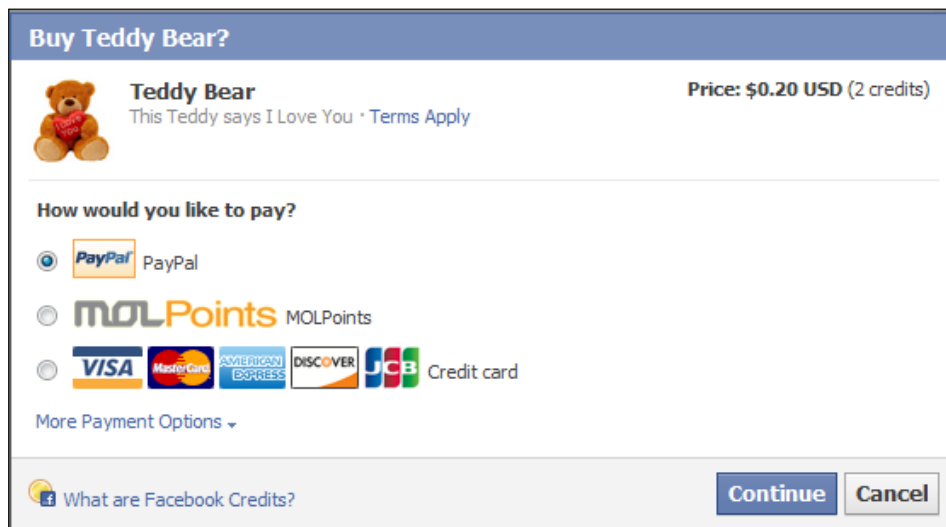 Buy Teddy Bear?
Teddy Bear
Price: $0.20 USD (2 credits)
This Teddy says I Love You · Terms Apply
I Love You
How would you like to pay?
PayPal PayPal
MOLPoints MOLPoints
VISA MasterCard AMERICAN EXPRESS DISCOVER JCB Credit card
More Payment Options
What are Facebook Credits?
Continue
Cancel